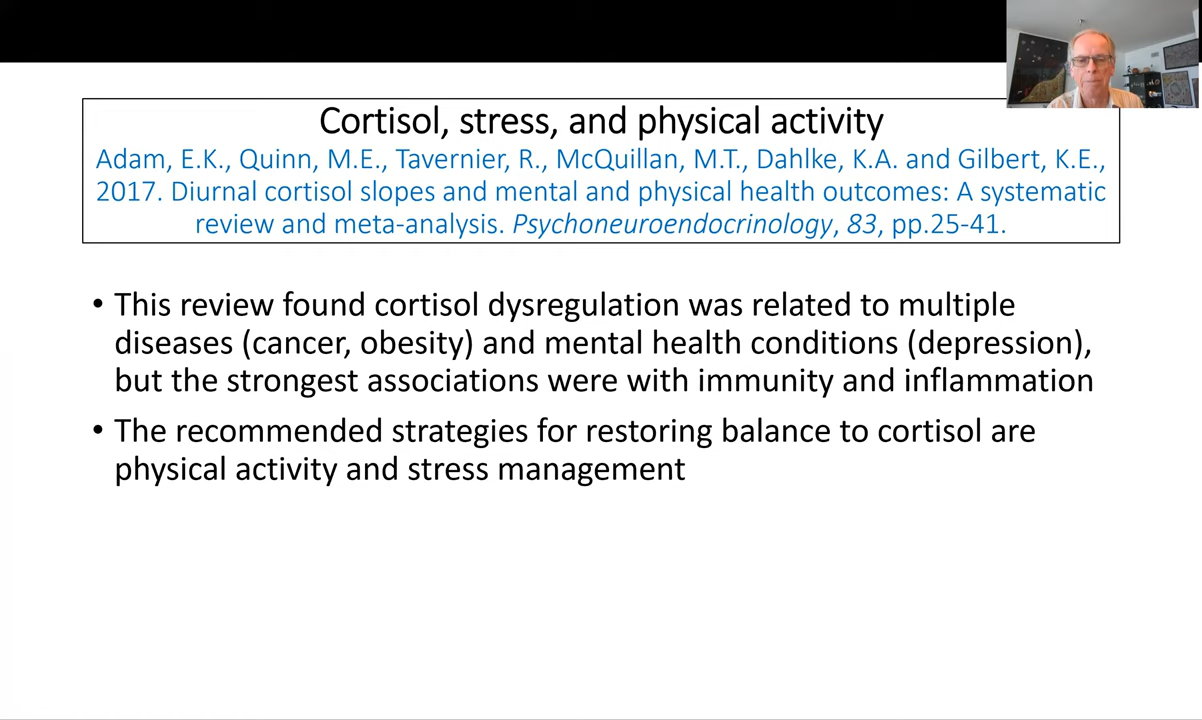 Cortisol, stress, and physical activity
Adam, E.K., Quinn, M.E., Tavernier, R., McQuillan, M.T., Dahlke, K.A. and Gilbert, K.E.,
2017. Diurnal cortisol slopes and mental and physical health outcomes: A systematic
review and meta-analysis. Psychoneuroendocrinology, 83, pp.25-41.
• This review found cortisol dysregulation was related to multiple
diseases (cancer, obesity) and mental health conditions (depression),
but the strongest associations were with immunity and inflammation
• The recommended strategies for restoring balance to cortisol are
physical activity and stress management